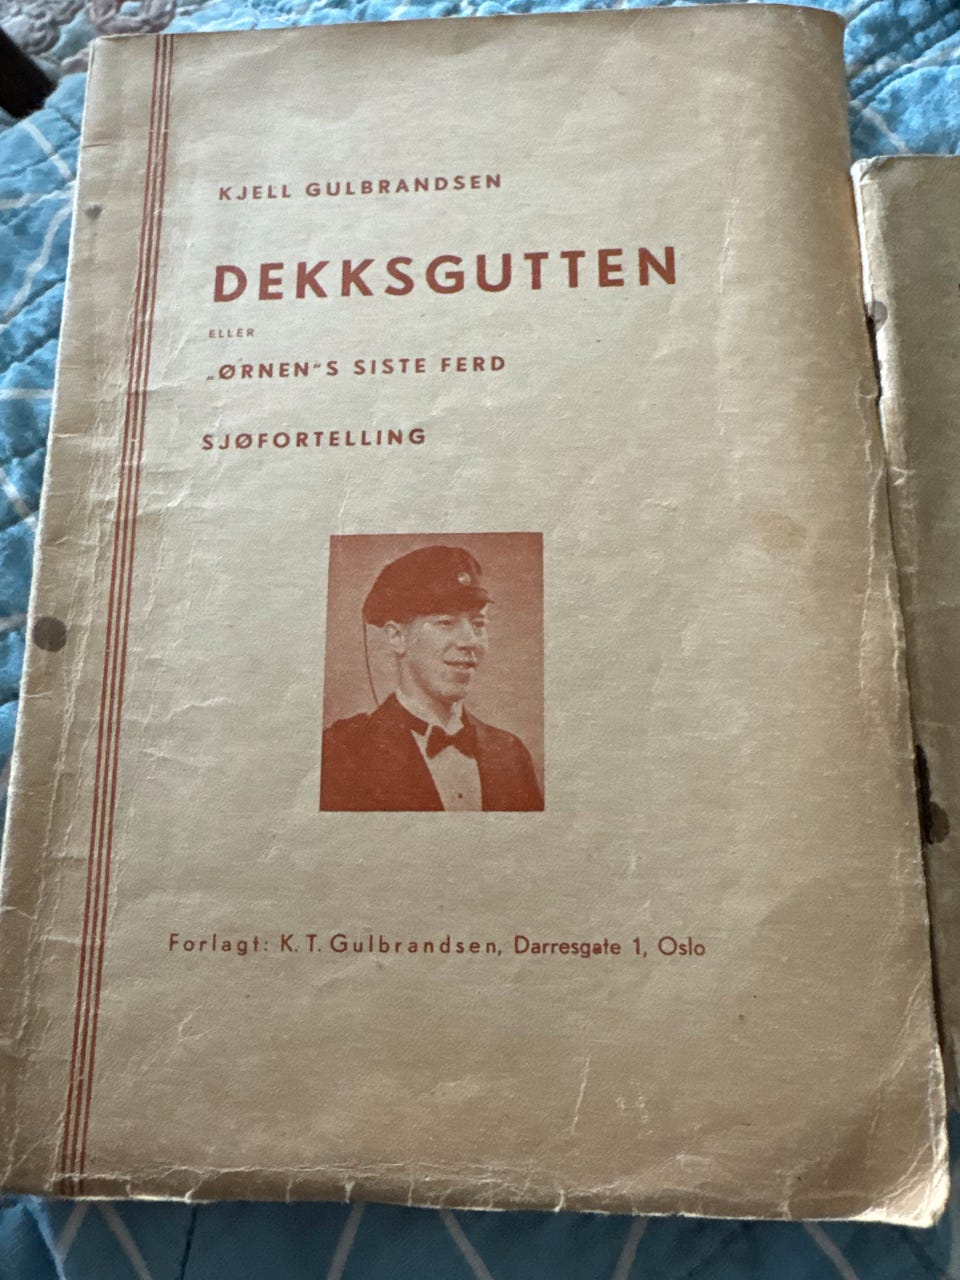 KJELL GULBRANDSEN
DEKKSGUTTEN
ELLER
„ØRNEN"S SISTE FERD
SJØFORTELLING
Forlagt: K. T. Gulbrandsen, Darresgate 1, Oslo